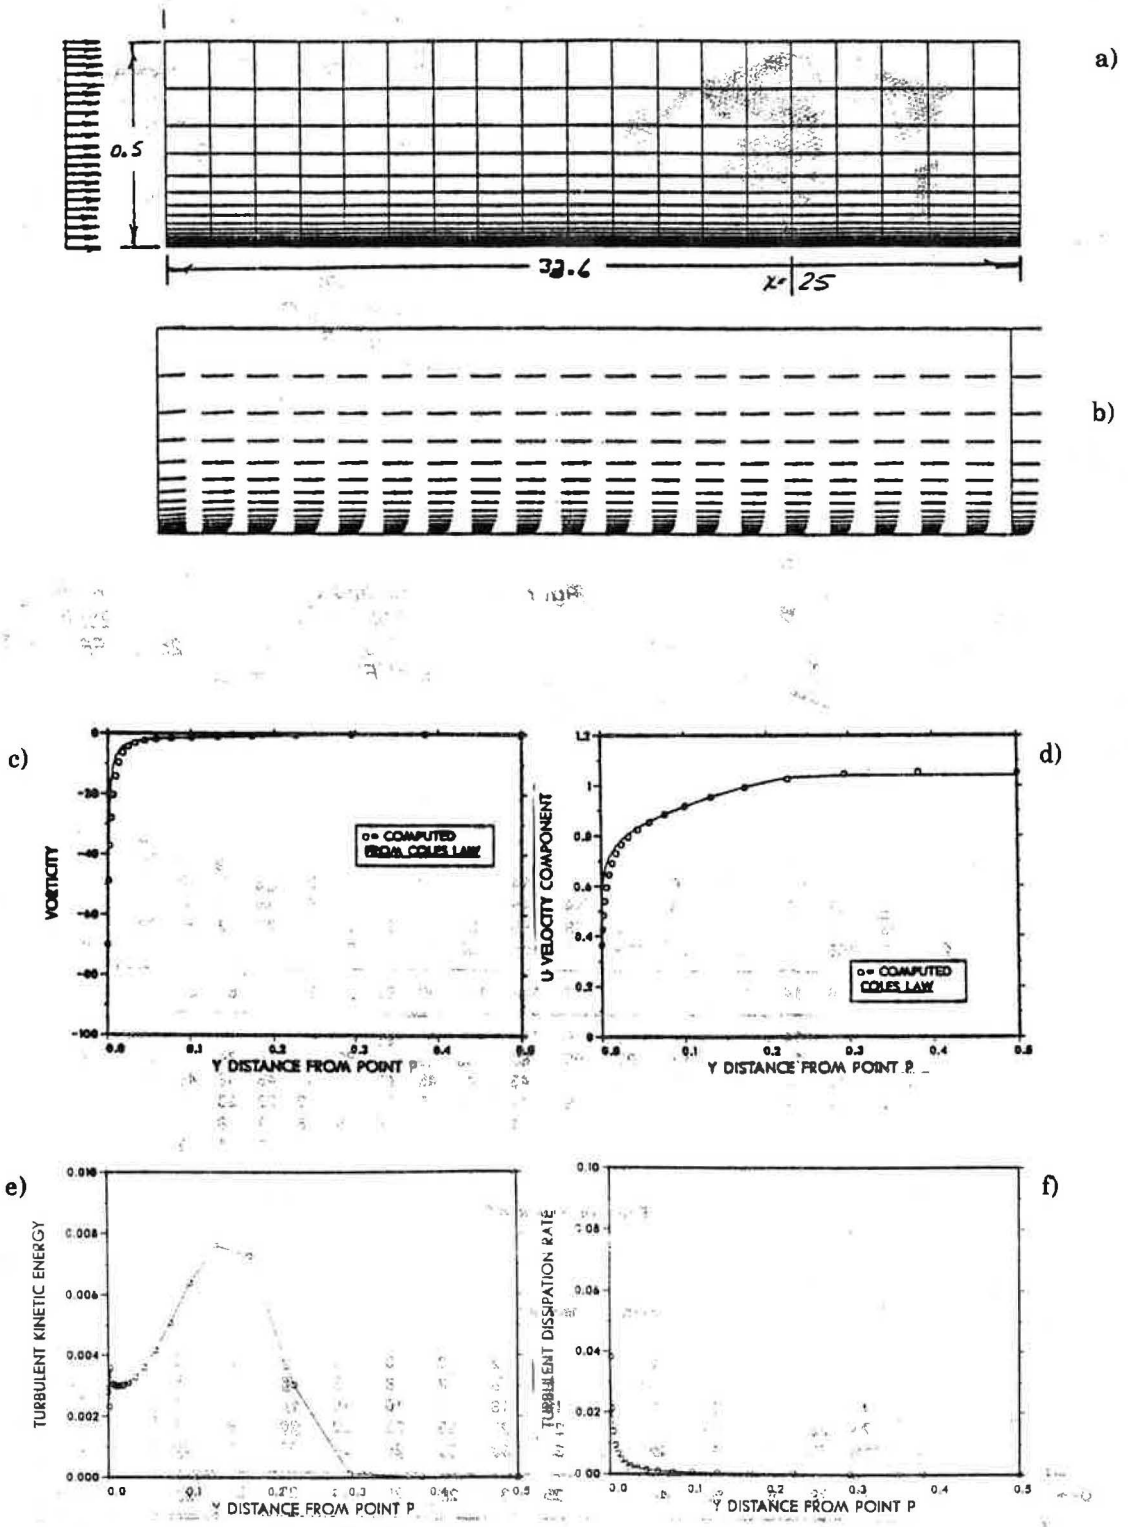 a)
0.5
32.6
x= 25
b)
c)
0
-20
-40
-60
-80
-100
VORTICITY
o = COMPUTED
FROM COLES LAW
0.0 0.1 0.2 0.3 0.4
Y DISTANCE FROM POINT P
d)
1.2
1
0.8
0.6
0.4
0.2
0
U VELOCITY COMPONENT
o = COMPUTED
COLES LAW
0.0 0.1 0.2 0.3 0.4 0.5
Y DISTANCE FROM POINT P
e)
0.010
0.008
0.006
0.004
0.002
0.000
TURBULENT KINETIC ENERGY
0.0 0.1 0.2 0.3 0.4 0.5
Y DISTANCE FROM POINT P
f)
0.10
0.08
0.06
0.04
0.02
0.00
TURBULENT DISSIPATION RATE
0.0 0.1 0.2 0.3 0.4 0.5
Y DISTANCE FROM POINT P